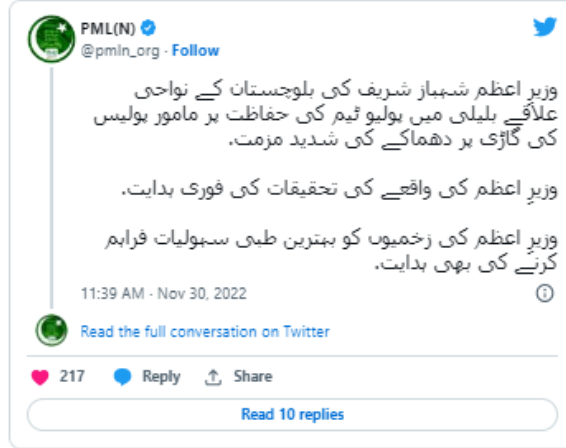 PML(N)
@pmln_org · Follow
وزیرِ اعظم شہباز شریف کی بلوچستان کے نواحی
علاقے بلیلی میں پولیو ٹیم کی حفاظت پر مامور پولیس
کی گاڑی پر دھماکے کی شدید مزمت.
وزیرِ اعظم کی واقعے کی تحقیقات کی فوری ہدایت.
وزیرِ اعظم کی زخمیوں کو بہترین طبی سہولیات فراہم
کرنے کی بھی ہدایت.
11:39 AM · Nov 30, 2022
Read the full conversation on Twitter
217 Reply Share
Read 10 replies